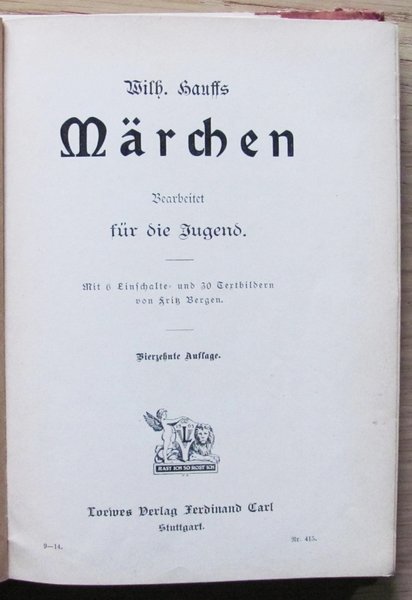 Wilh. Hauffs
Märchen
Bearbeitet
für die Jugend.
Mit 6 Einschalte- und 30 Textbildern
von Fritz Bergen.
Vierzehnte Auflage.
L
RAST ICH SO ROST ICH
Loewes Verlag Ferdinand Carl
Stuttgart.
9—14.
Nr. 415.